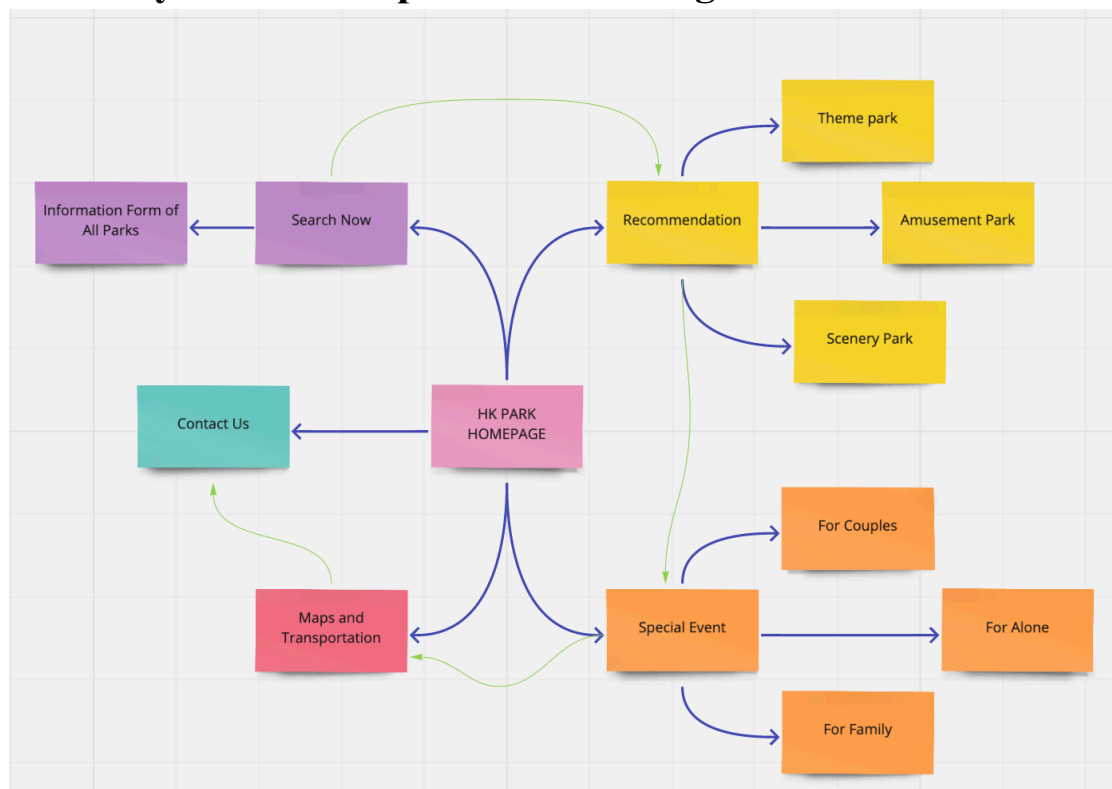 Theme park
Information Form of
All Parks
Search Now
Recommendation
Amusement Park
Scenery Park
Contact Us
HK PARK
HOMEPAGE
For Couples
Maps and
Transportation
Special Event
For Alone
For Family